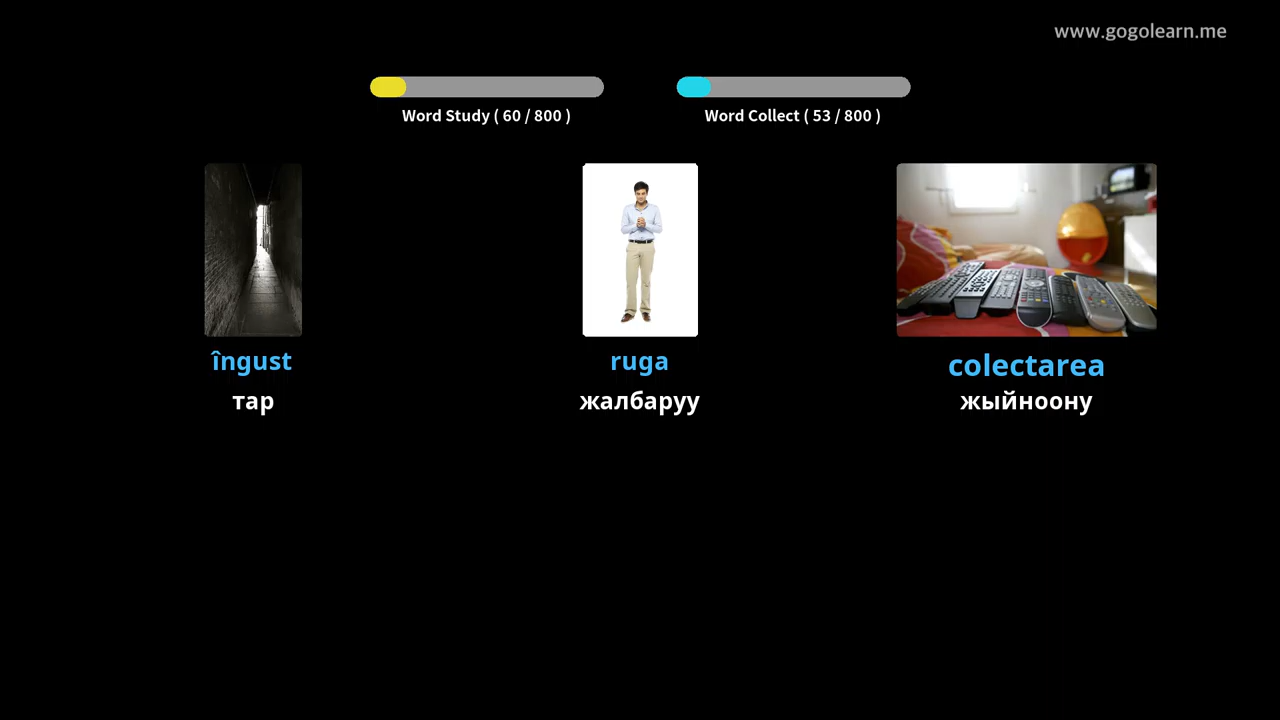 www.gogolearn.me
Word Study ( 60 / 800 )
Word Collect ( 53 / 800 )
îngust
ruga
colectarea
тар
жалбаруу
жыйноону